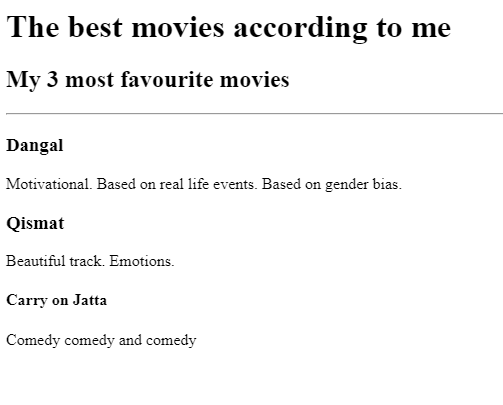 The best movies according to me
My 3 most favourite movies
Dangal
Motivational. Based on real life events. Based on gender bias.
Qismat
Beautiful track. Emotions.
Carry on Jatta
Comedy comedy and comedy